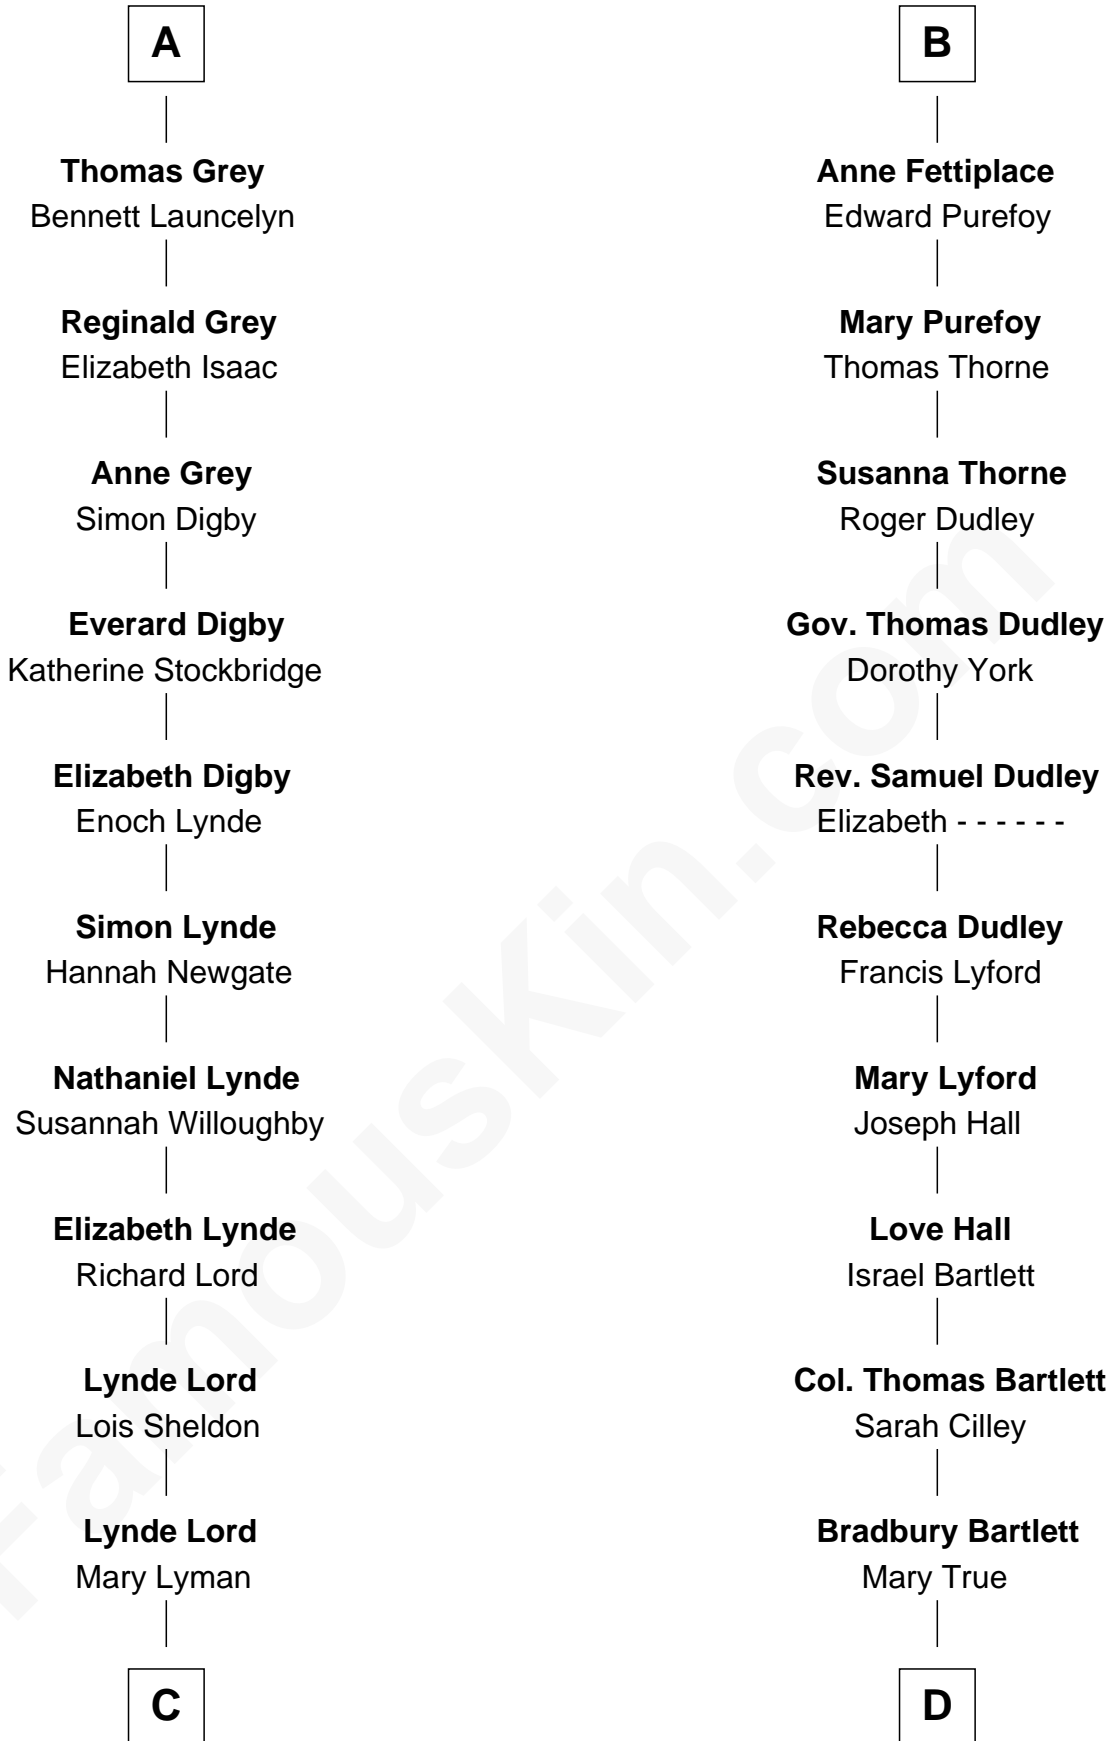 A
Thomas Grey
Bennett Launcelyn
Reginald Grey
Elizabeth Isaac
Anne Grey
Simon Digby
Everard Digby
Katherine Stockbridge
Elizabeth Digby
Enoch Lynde
Simon Lynde
Hannah Newgate
Nathaniel Lynde
Susannah Willoughby
Elizabeth Lynde
Richard Lord
Lynde Lord
Lois Sheldon
Lynde Lord
Mary Lyman
C
B
Anne Fettiplace
Edward Purefoy
Mary Purefoy
Thomas Thorne
Susanna Thorne
Roger Dudley
Gov. Thomas Dudley
Dorothy York
Rev. Samuel Dudley
Elizabeth - - - - - -
Rebecca Dudley
Francis Lyford
Mary Lyford
Joseph Hall
Love Hall
Israel Bartlett
Col. Thomas Bartlett
Sarah Cilley
Bradbury Bartlett
Mary True
D
FamousKin.com